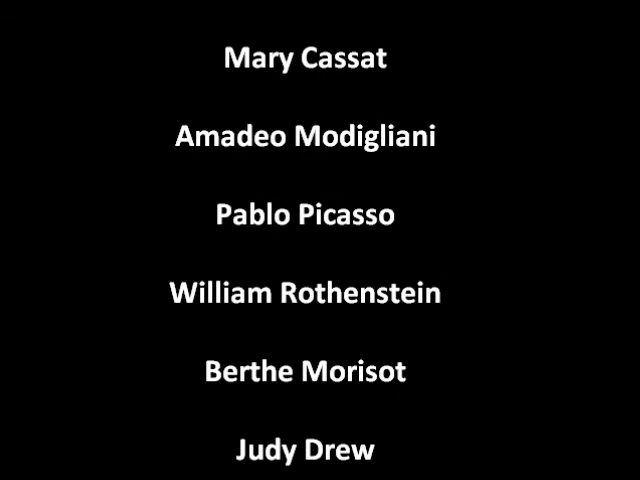 Mary Cassat
Amadeo Modigliani
Pablo Picasso
William Rothenstein
Berthe Morisot
Judy Drew